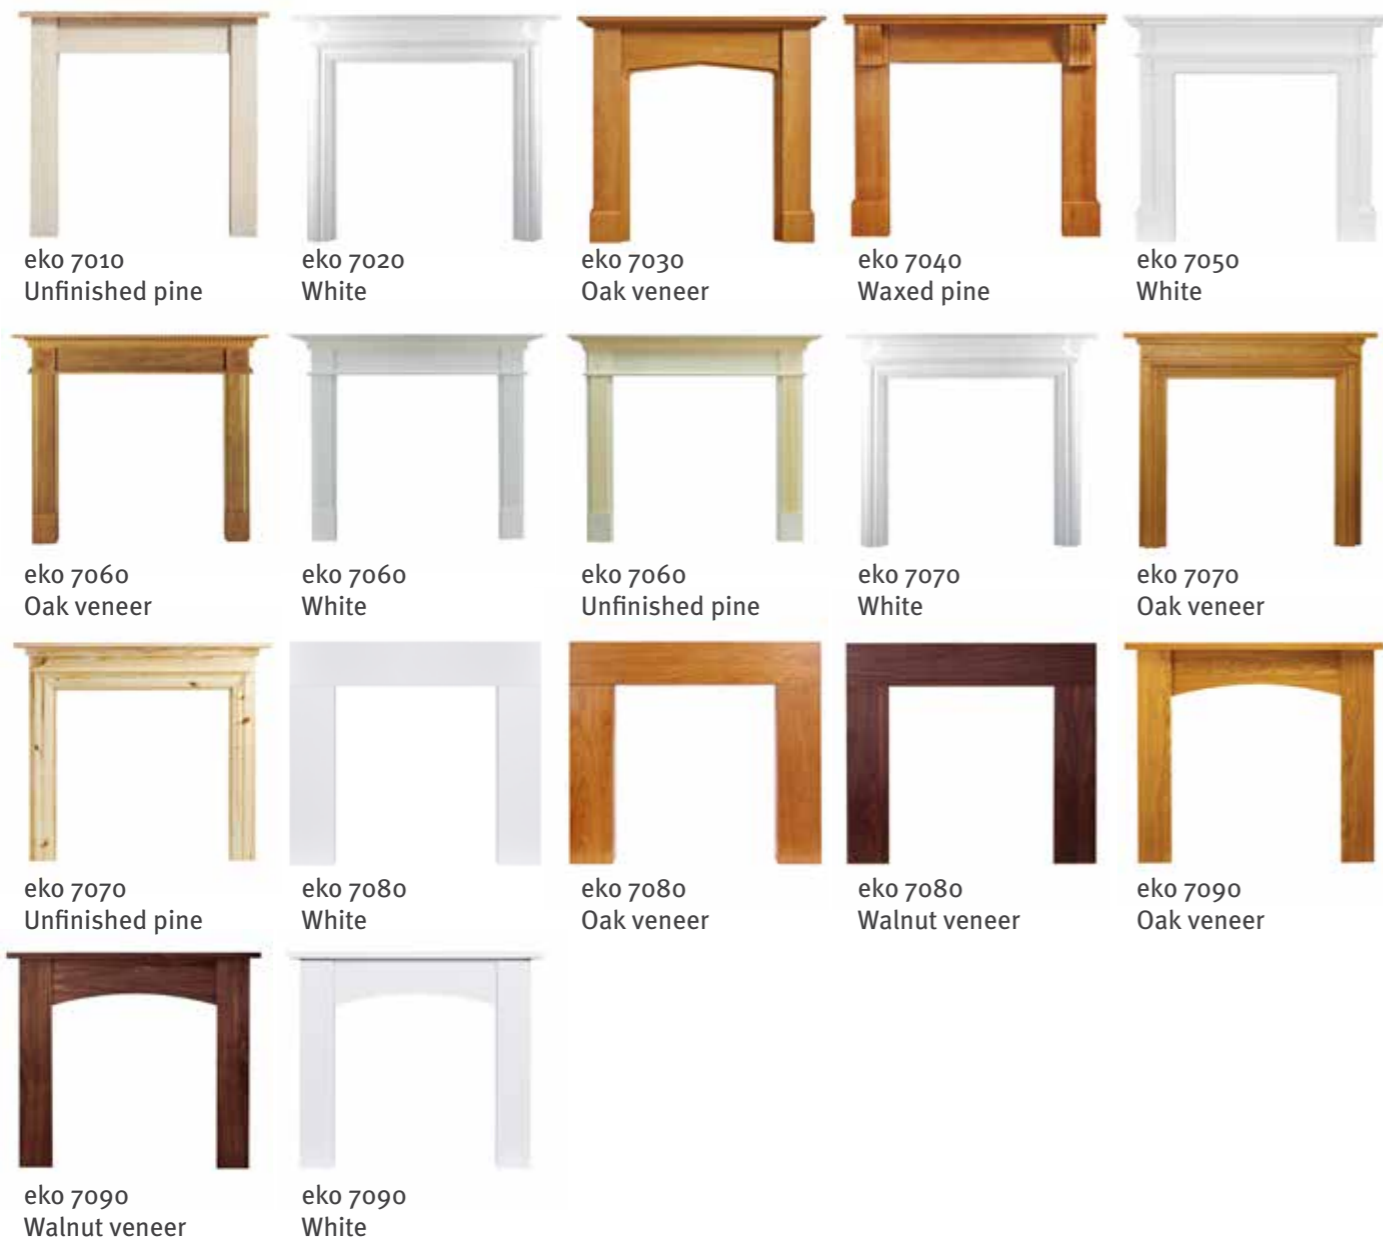 eko 7010
Unfinished pine
eko 7020
White
eko 7030
Oak veneer
eko 7040
Waxed pine
eko 7050
White
eko 7060
Oak veneer
eko 7060
White
eko 7060
Unfinished pine
eko 7070
White
eko 7070
Oak veneer
eko 7070
Unfinished pine
eko 7080
White
eko 7080
Oak veneer
eko 7080
Walnut veneer
eko 7090
Oak veneer
eko 7090
Walnut veneer
eko 7090
White